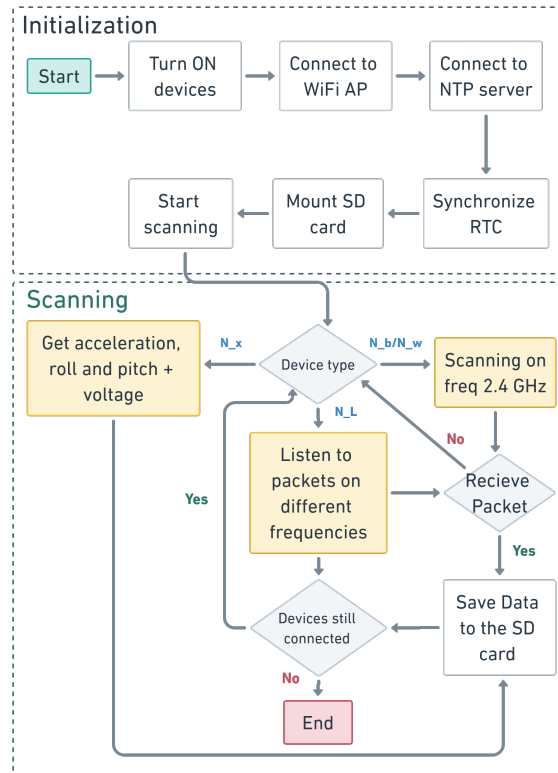 Initialization
Start
Turn ON
devices
Connect to
WiFi AP
Connect to
NTP server
Start
scanning
Mount SD
card
Synchronize
RTC
Scanning
Get acceleration,
roll and pitch +
voltage
N_x
Device type
N_b/N_w
Scanning on
freq 2.4 GHz
N_L
No
Listen to
packets on
different
frequencies
Recieve
Packet
Yes
Yes
Devices still
connected
Save Data
to the SD
card
No
End